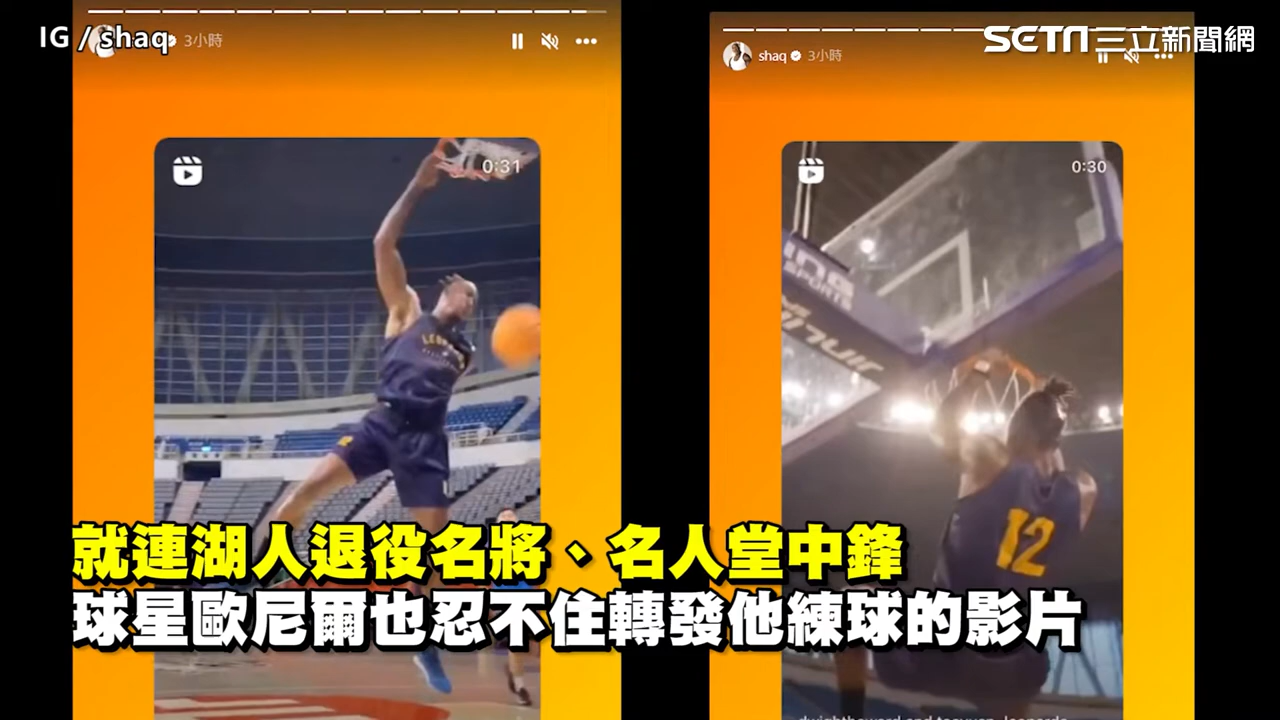 IG / shaq
3小時
SETN三立新聞網
shaq 3小時
0:31
0:30
LEO
12
就連湖人退役名將、名人堂中鋒
球星歐尼爾也忍不住轉發他練球的影片